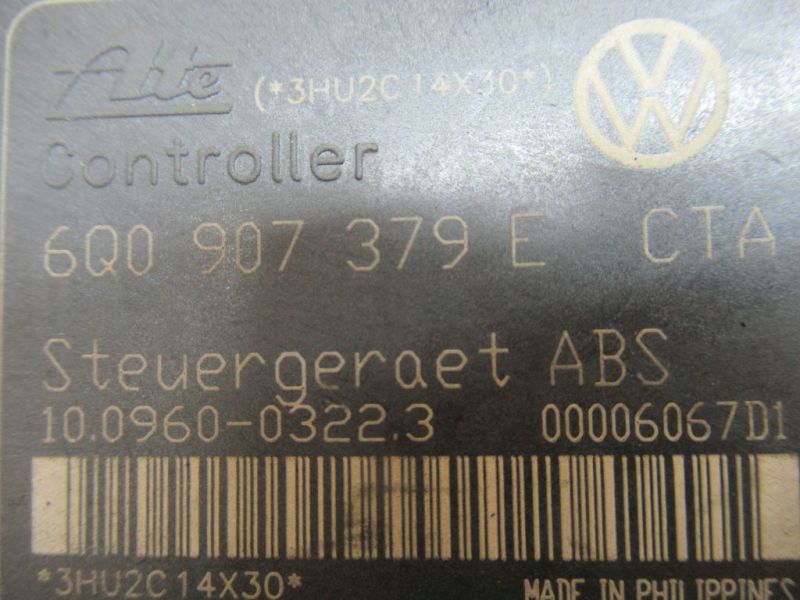 Ate (*3HU2C14X30*)
Controller
6Q0 907 379 E CTA
Steuergeraet ABS
10.0960-0322.3 00006067D1
*3HU2C14X30*
MADE IN PHILIPPINES